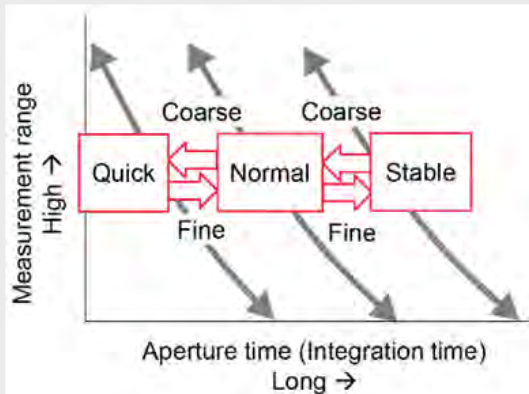 Coarse
Coarse
Quick
Normal
Stable
Fine
Fine
Measurement range
High →
Aperture time (Integration time)
Long →